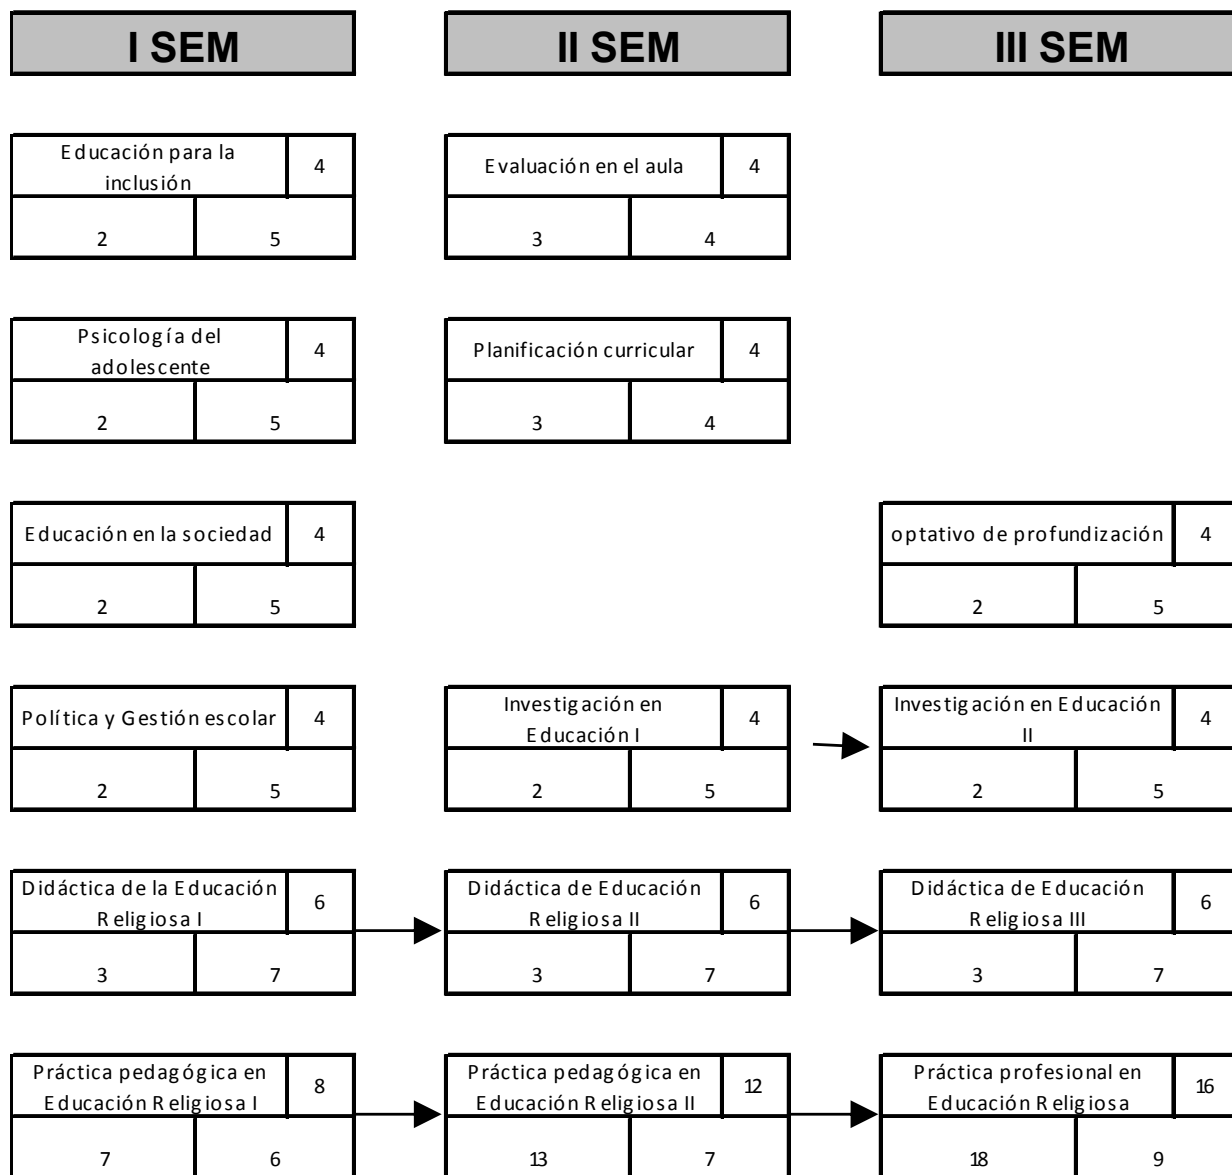 I SEM
II SEM
III SEM
Educación para la
inclusión
4
2
5
Evaluación en el aula
4
3
4
Psicología del
adolescente
4
2
5
Planificación curricular
4
3
4
Educación en la sociedad
4
2
5
optativo de profundización
4
2
5
Política y Gestión escolar
4
2
5
Investigación en
Educación I
4
2
5
Investigación en Educación
II
4
2
5
Didáctica de la Educación
Religiosa I
6
3
7
Didáctica de Educación
Religiosa II
6
3
7
Didáctica de Educación
Religiosa III
6
3
7
Práctica pedagógica en
Educación Religiosa I
8
7
6
Práctica pedagógica en
Educación Religiosa II
12
13
7
Práctica profesional en
Educación Religiosa
16
18
9